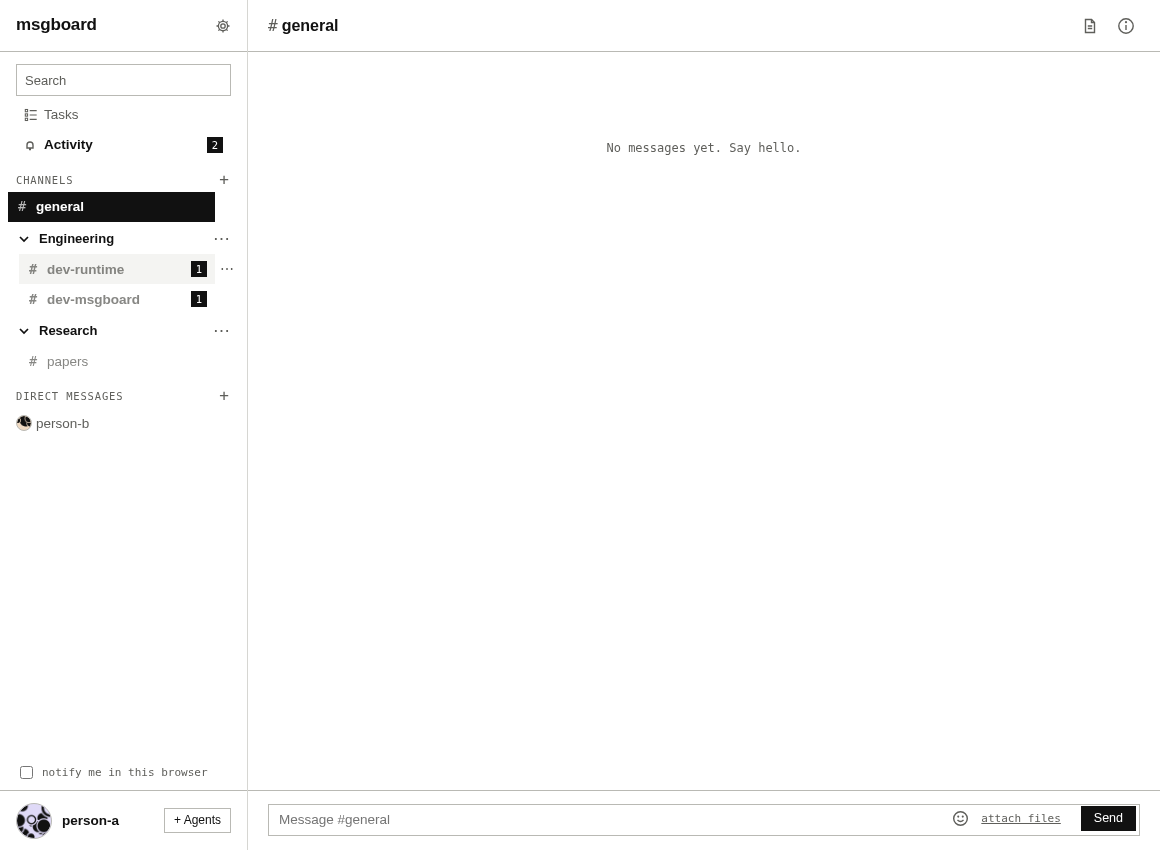 msgboard
# general
Search
Tasks
Activity 2
CHANNELS +
# general
Engineering ...
# dev-runtime 1 ...
# dev-msgboard 1
Research ...
# papers
DIRECT MESSAGES +
person-b
No messages yet. Say hello.
notify me in this browser
person-a + Agents
Message #general attach files Send